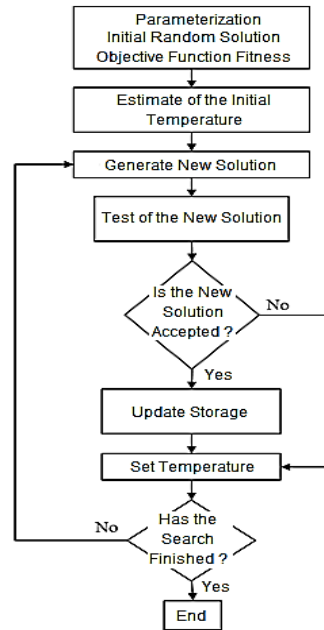 Parameterization
Initial Random Solution
Objective Function Fitness
Estimate of the Initial
Temperature
Generate New Solution
Test of the New Solution
Is the New
Solution
Accepted ?
No
Yes
Update Storage
Set Temperature
Has the
Search
Finished ?
No
Yes
End